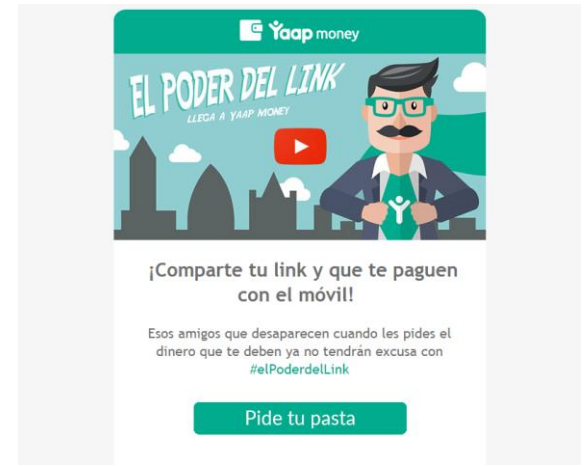 Yaap money
EL PODER DEL LINK
LLEGA A YAAP MONEY
¡Comparte tu link y que te paguen
con el móvil!
Esos amigos que desaparecen cuando les pides el
dinero que te deben ya no tendrán excusa con
#elPoderdelLink
Pide tu pasta